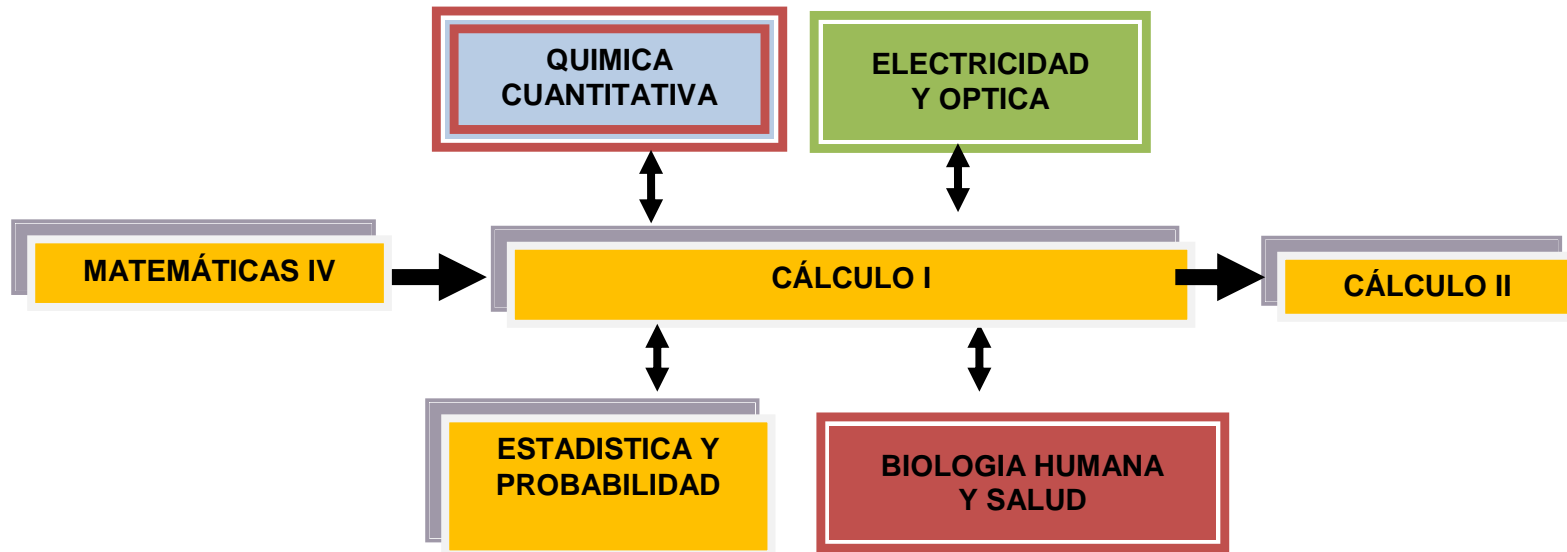 QUIMICA
CUANTITATIVA
ELECTRICIDAD
Y OPTICA
MATEMÁTICAS IV
CÁLCULO I
CÁLCULO II
ESTADISTICA Y
PROBABILIDAD
BIOLOGIA HUMANA
Y SALUD